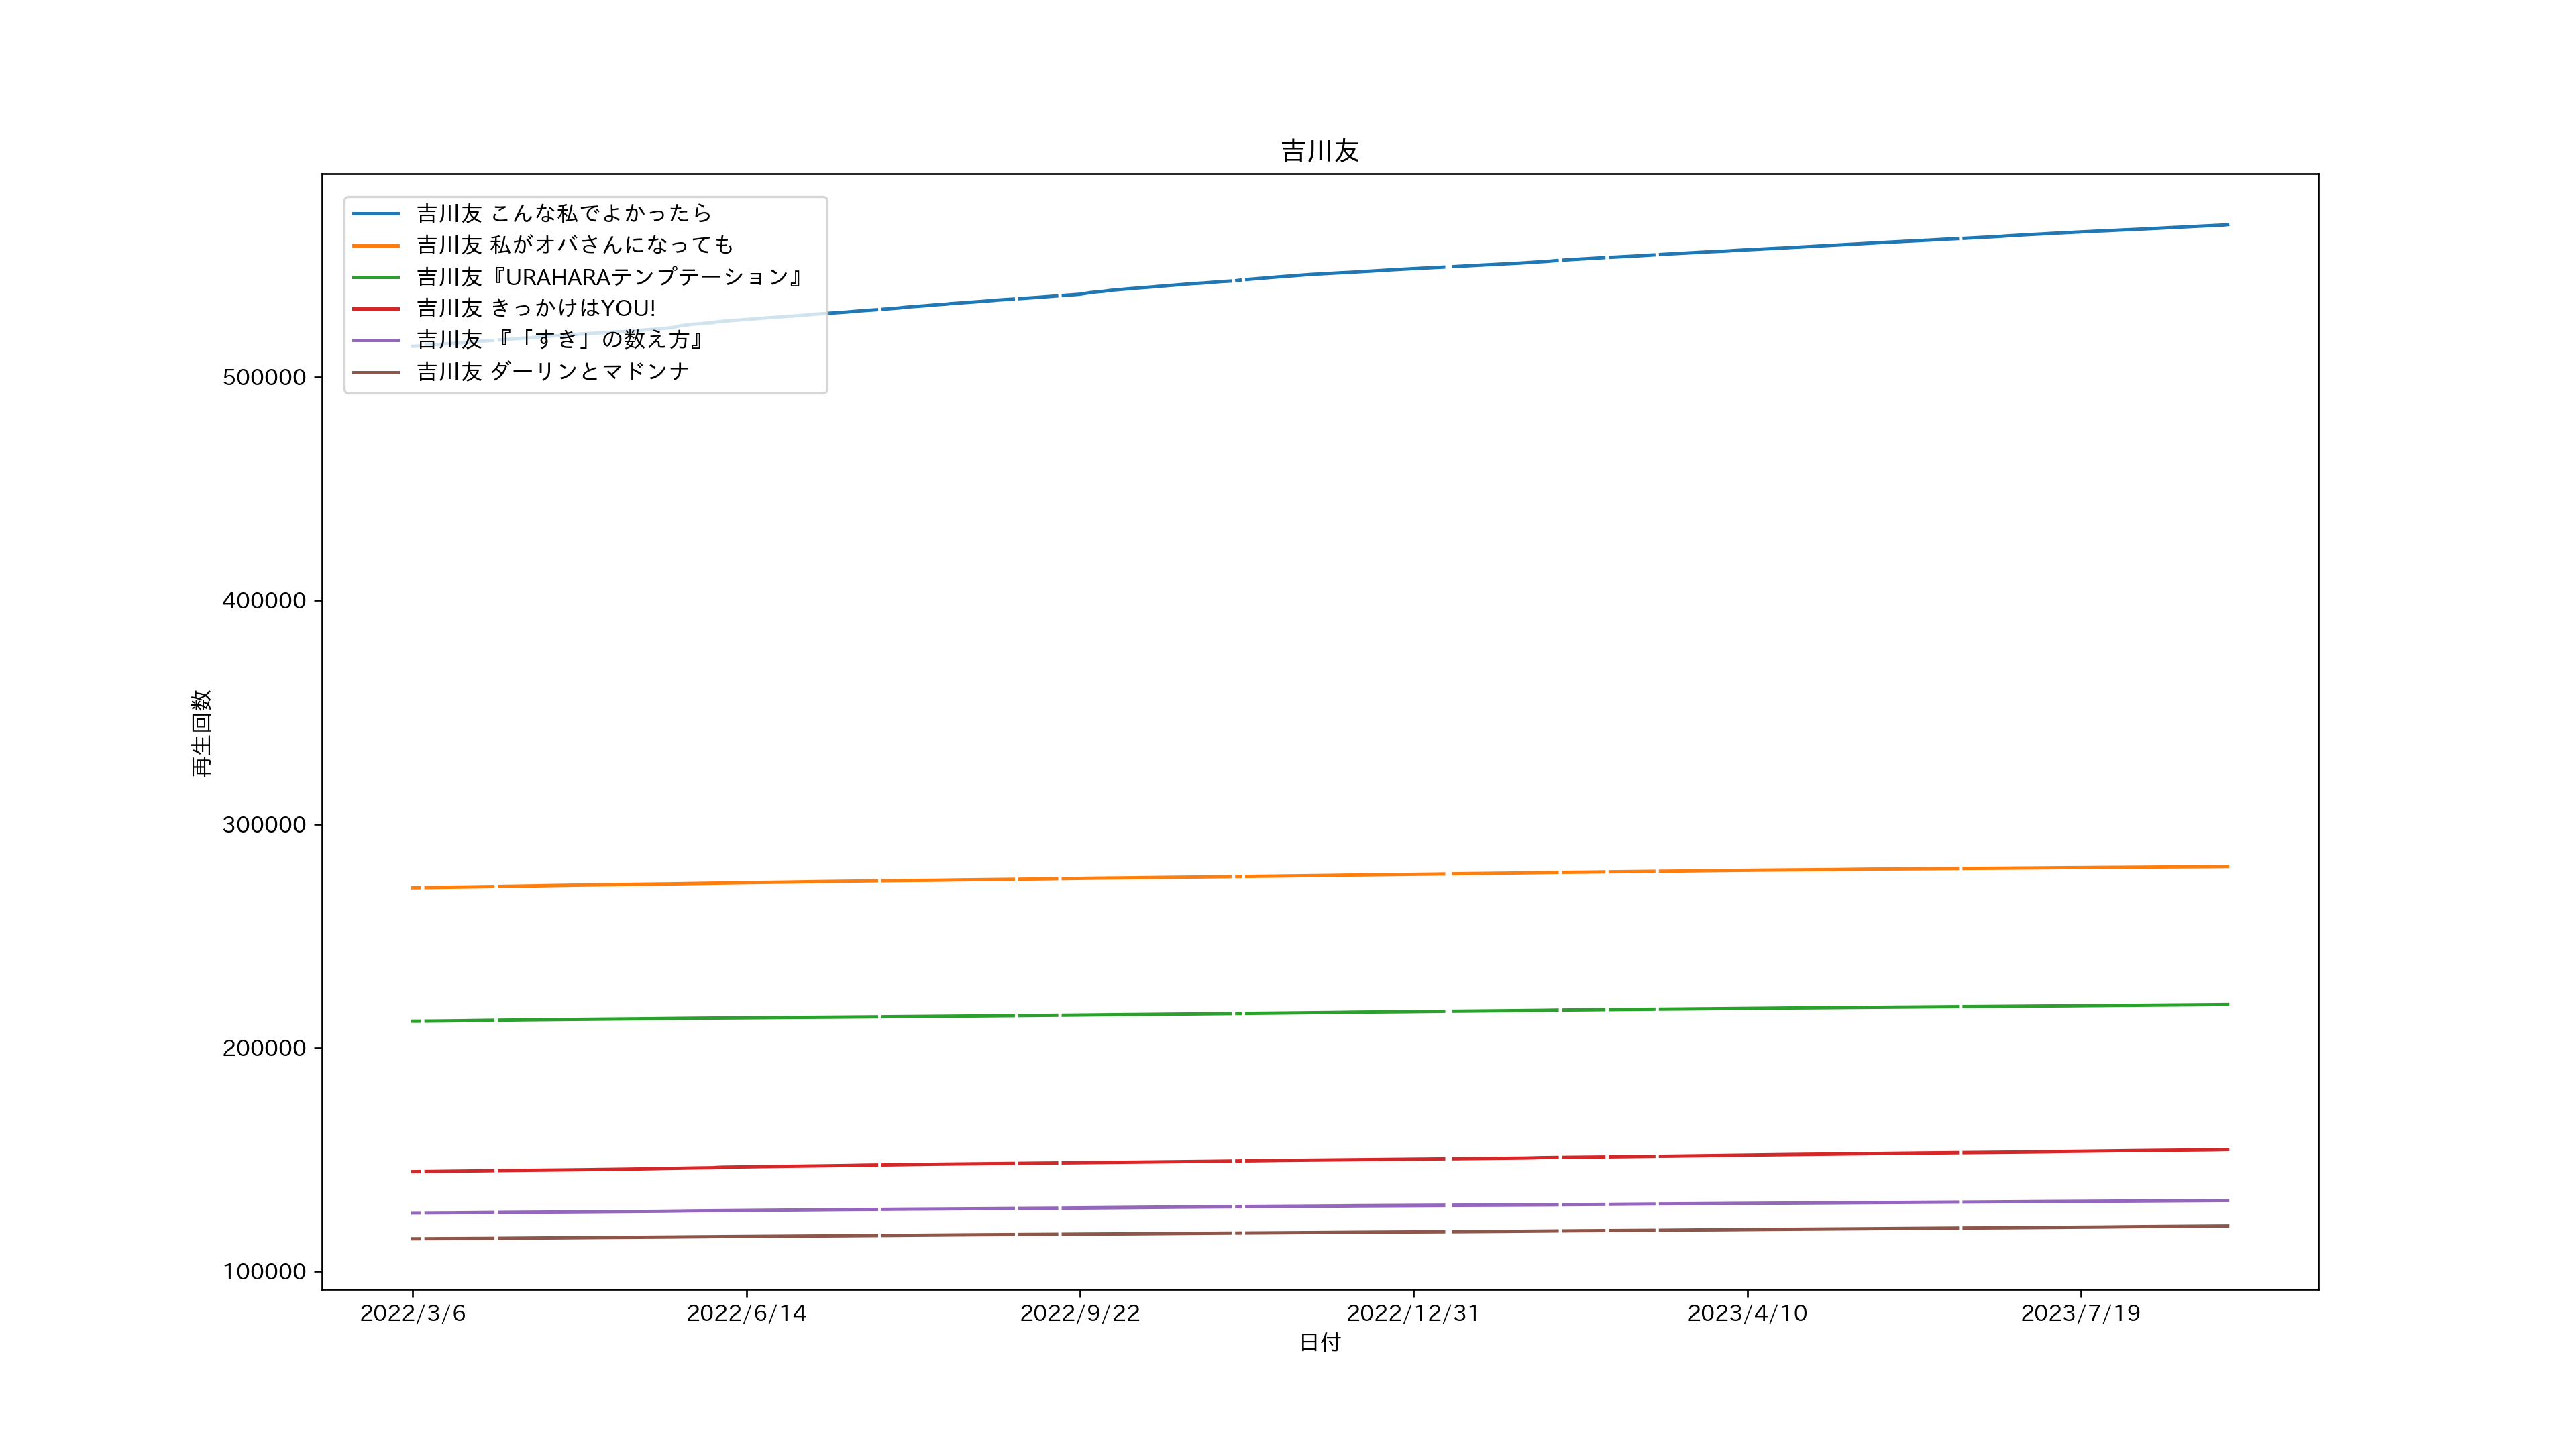 吉川友
吉川友 こんな私でよかったら
吉川友 私がオバさんになっても
吉川友『URAHARAテンプテーション』
吉川友 きっかけはYOU!
吉川友 『「すき」の数え方』
吉川友 ダーリンとマドンナ
500000
400000
300000
200000
100000
再生回数
2022/3/6
2022/6/14
2022/9/22
2022/12/31
2023/4/10
2023/7/19
日付